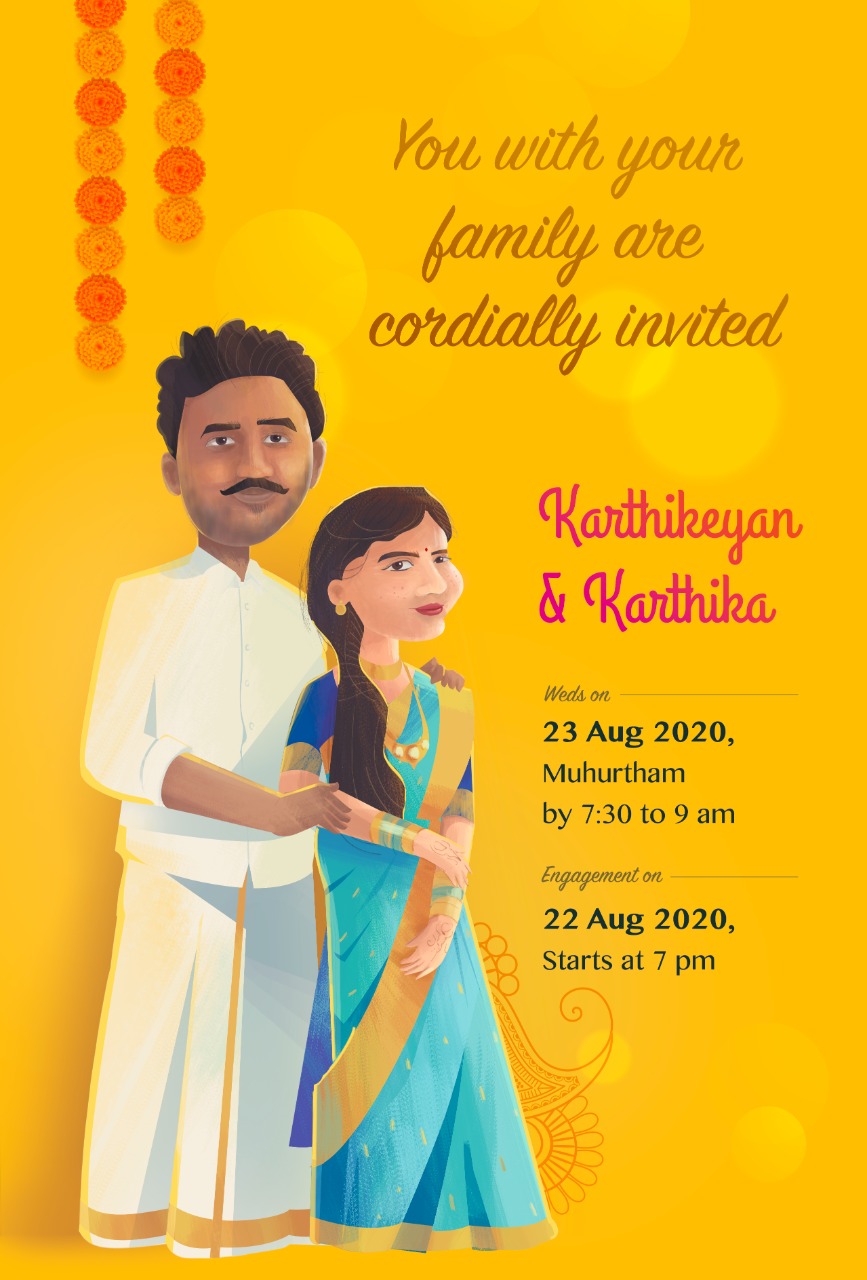 You with your
family are
cordially invited
Karthikeyan
& Karthika
Weds on
23 Aug 2020,
Muhurtham
by 7:30 to 9 am
Engagement on
22 Aug 2020,
Starts at 7 pm